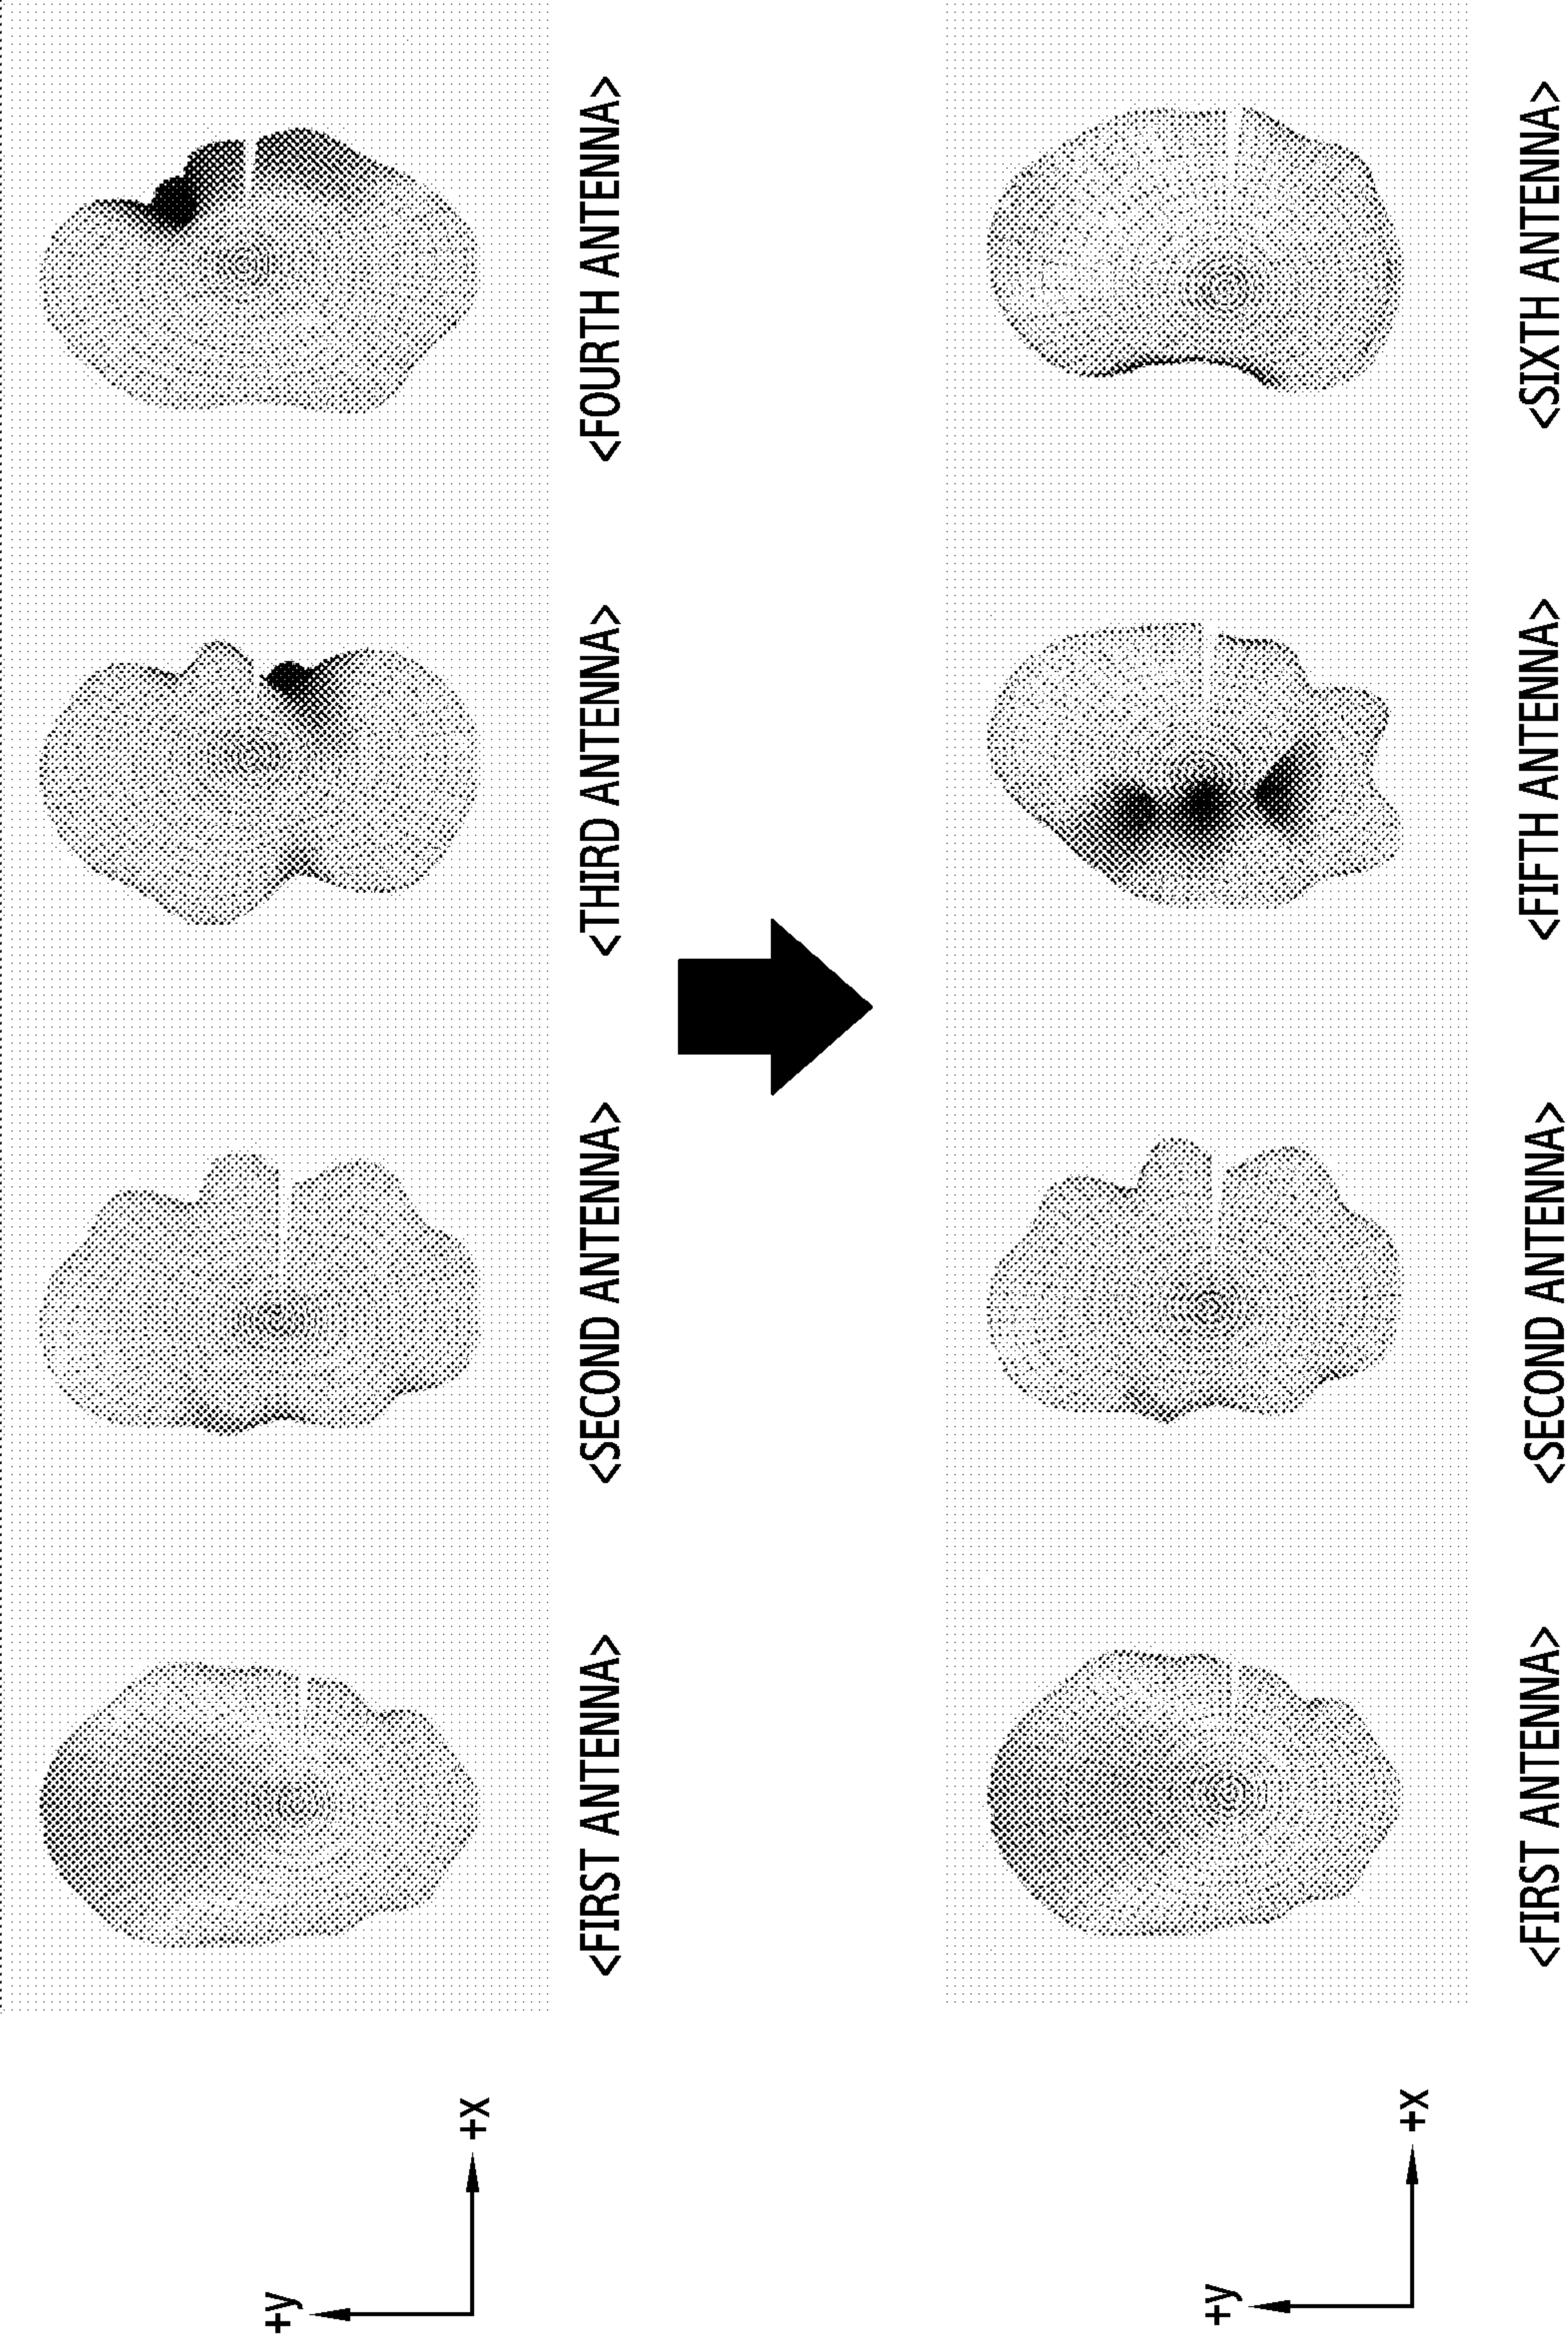 +y
+x
<FIRST ANTENNA>
<SECOND ANTENNA>
<THIRD ANTENNA>
<FOURTH ANTENNA>
+y
+x
<FIRST ANTENNA>
<SECOND ANTENNA>
<FIFTH ANTENNA>
<SIXTH ANTENNA>